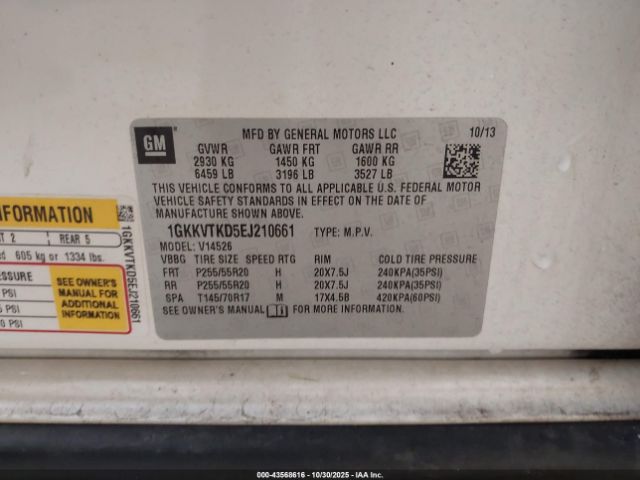 GM
MFD BY GENERAL MOTORS LLC 10/13
GVWR GAWR FRT GAWR RR
2930 KG 1450 KG 1600 KG
6459 LB 3196 LB 3527 LB
THIS VEHICLE CONFORMS TO ALL APPLICABLE U.S. FEDERAL MOTOR
VEHICLE SAFETY STANDARDS IN EFFECT ON THE DATE OF
MANUFACTURE SHOWN ABOVE.
1GKKVTKD5EJ210661 TYPE: M.P.V.
MODEL: V14526
VBBG TIRE SIZE SPEED RTG RIM COLD TIRE PRESSURE
FRT P255/55R20 H 20X7.5J 240KPA(35PSI)
RR P255/55R20 H 20X7.5J 240KPA(35PSI)
SPA T145/70R17 M 17X4.5B 420KPA(60PSI)
SEE OWNER'S MANUAL FOR MORE INFORMATION.
INFORMATION
2 REAR 5
605 kg or 1334 lbs.
PSI
PSI
0 PSI
SEE OWNER'S
MANUAL FOR
ADDITIONAL
INFORMATION
1GKKVTKD5EJ210661
000-43568616 - 10/30/2025 - IAA Inc.